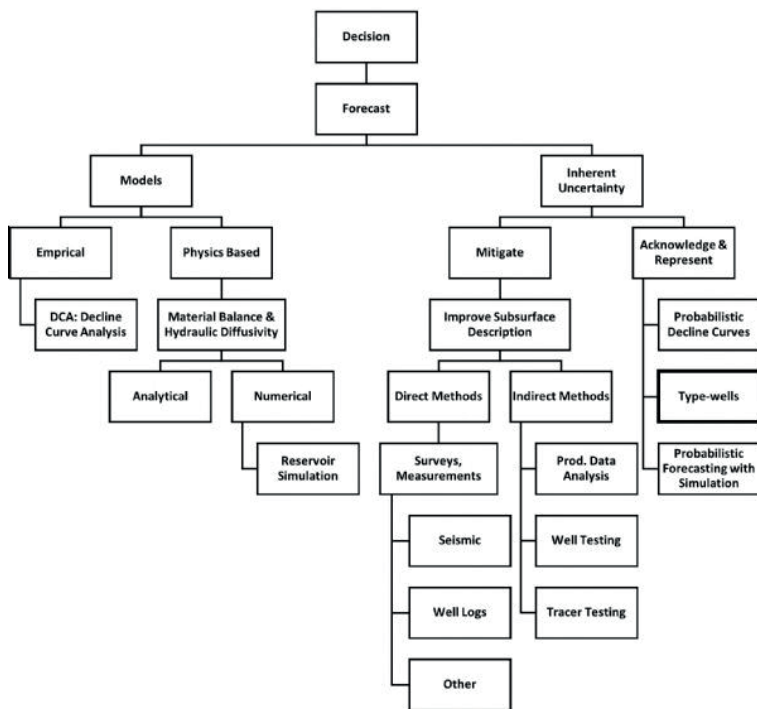 Decision
Forecast
Models
Inherent
Uncertainty
Emprical
Physics Based
Mitigate
Acknowledge &
Represent
DCA: Decline
Curve Analysis
Material Balance &
Hydraulic Diffusivity
Improve Subsurface
Description
Probabilistic
Decline Curves
Analytical
Numerical
Direct Methods
Indirect Methods
Type-wells
Reservoir
Simulation
Surveys,
Measurements
Prod. Data
Analysis
Probabilistic
Forecasting with
Simulation
Seismic
Well Testing
Well Logs
Tracer Testing
Other